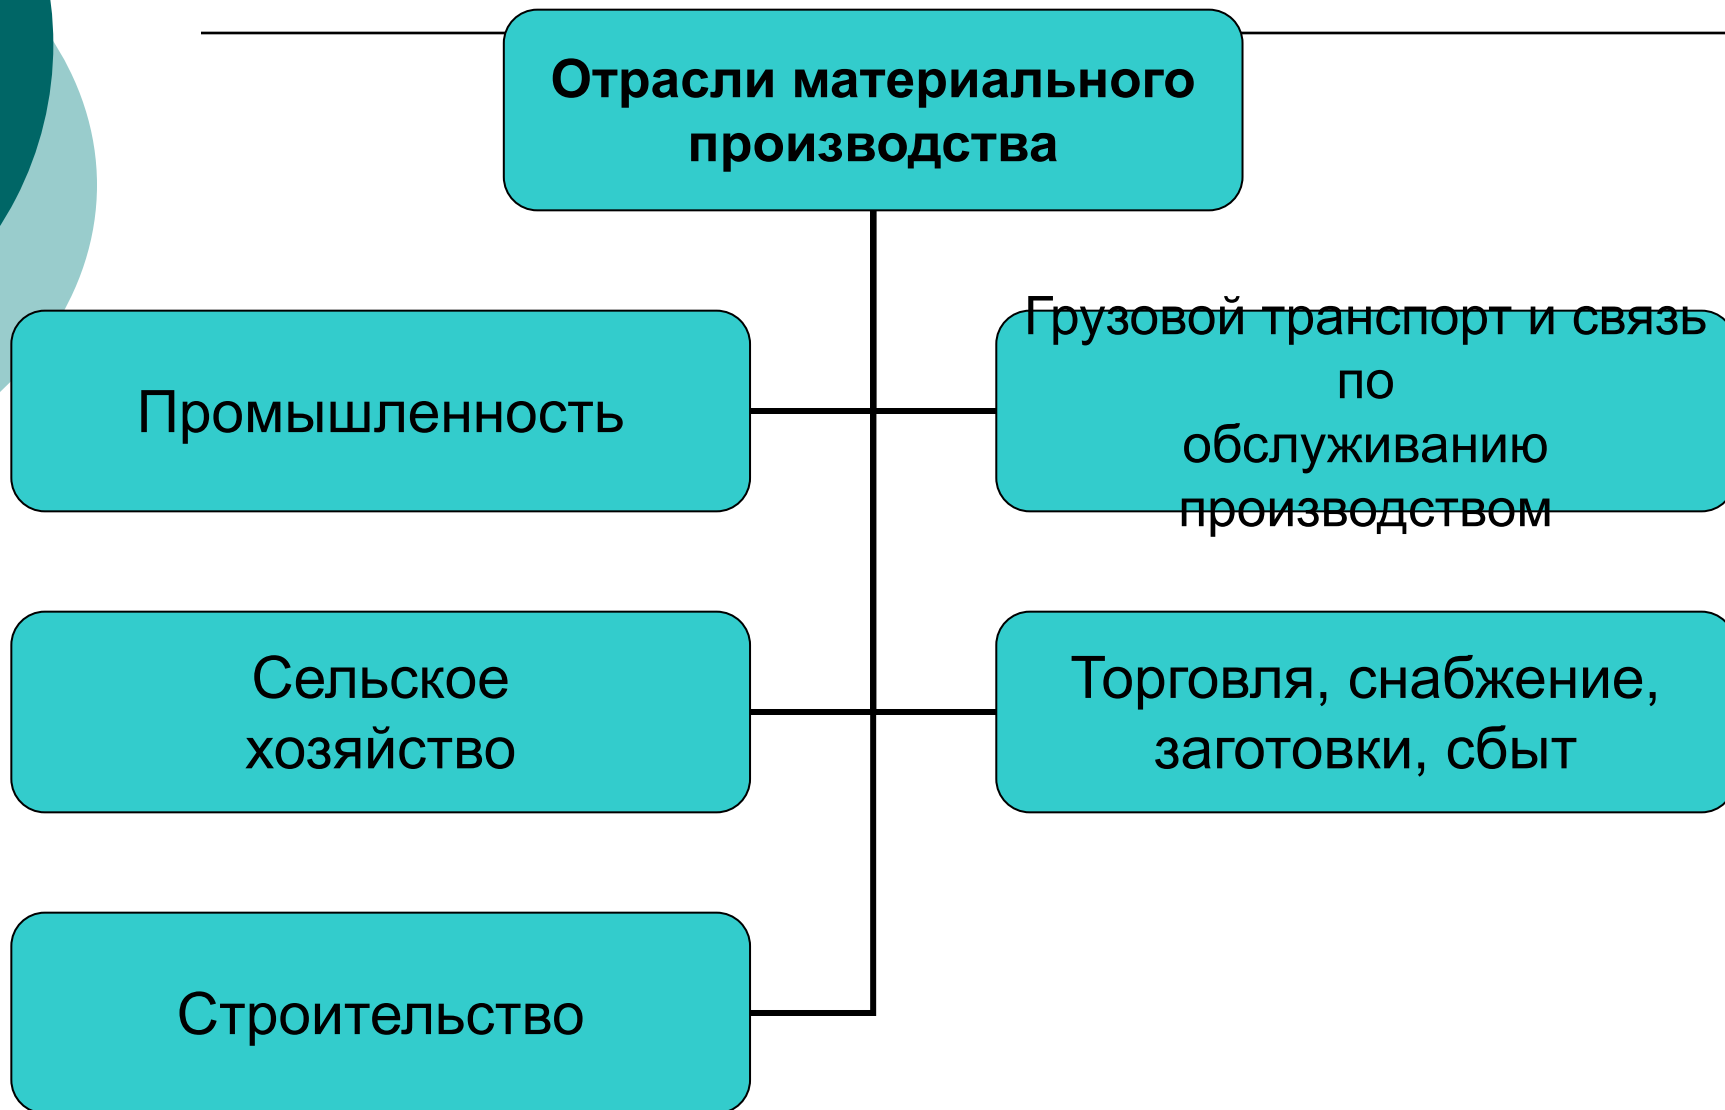 Отрасли материального
производства
Промышленность
Грузовой транспорт и связь
по
обслуживанию
производством
Сельское
хозяйство
Торговля, снабжение,
заготовки, сбыт
Строительство